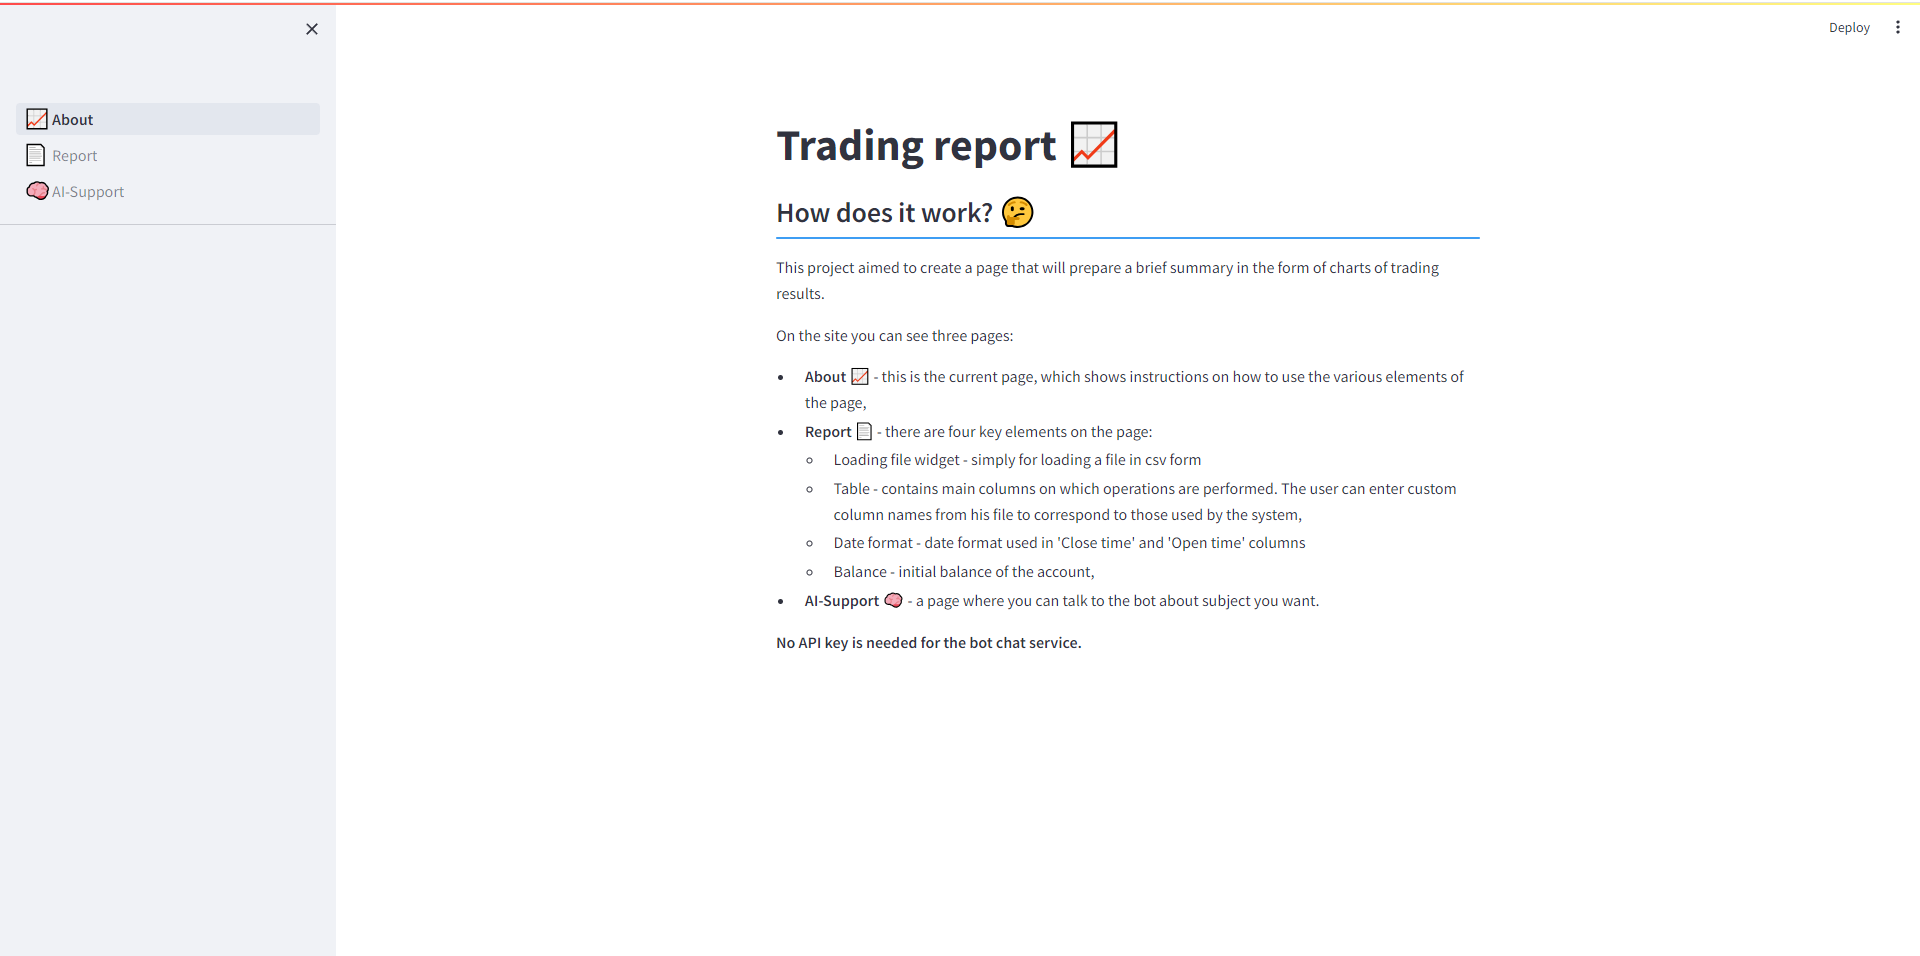 Deploy
About
Report
AI-Support
Trading report
How does it work?
This project aimed to create a page that will prepare a brief summary in the form of charts of trading
results.
On the site you can see three pages:
About - this is the current page, which shows instructions on how to use the various elements of
the page,
Report - there are four key elements on the page:
Loading file widget - simply for loading a file in csv form
Table - contains main columns on which operations are performed. The user can enter custom
column names from his file to correspond to those used by the system,
Date format - date format used in 'Close time' and 'Open time' columns
Balance - initial balance of the account,
AI-Support - a page where you can talk to the bot about subject you want.
No API key is needed for the bot chat service.